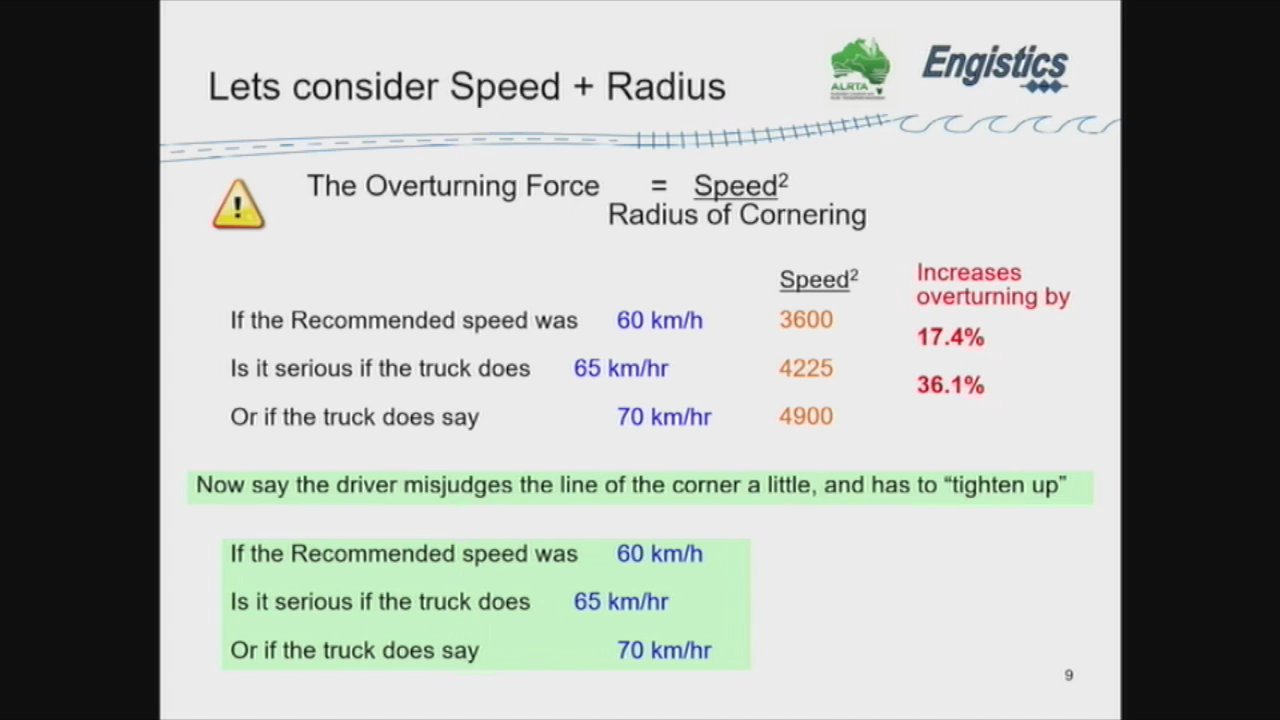 Lets consider Speed + Radius
ALRTA
Engistics
The Overturning Force = Speed²
Radius of Cornering
Speed²
Increases
overturning by
If the Recommended speed was 60 km/h 3600
17.4%
Is it serious if the truck does 65 km/hr 4225
36.1%
Or if the truck does say 70 km/hr 4900
Now say the driver misjudges the line of the corner a little, and has to “tighten up”
If the Recommended speed was 60 km/h
Is it serious if the truck does 65 km/hr
Or if the truck does say 70 km/hr
9